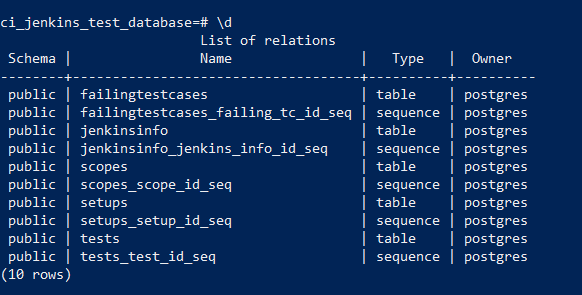 ci_jenkins_test_database=# \d
List of relations
Schema | Name | Type | Owner
--------+-----------------------------------+----------+----------
public | failingtestcases | table | postgres
public | failingtestcases_failing_tc_id_seq | sequence | postgres
public | jenkinsinfo | table | postgres
public | jenkinsinfo_jenkins_info_id_seq | sequence | postgres
public | scopes | table | postgres
public | scopes_scope_id_seq | sequence | postgres
public | setups | table | postgres
public | setups_setup_id_seq | sequence | postgres
public | tests | table | postgres
public | tests_test_id_seq | sequence | postgres
(10 rows)